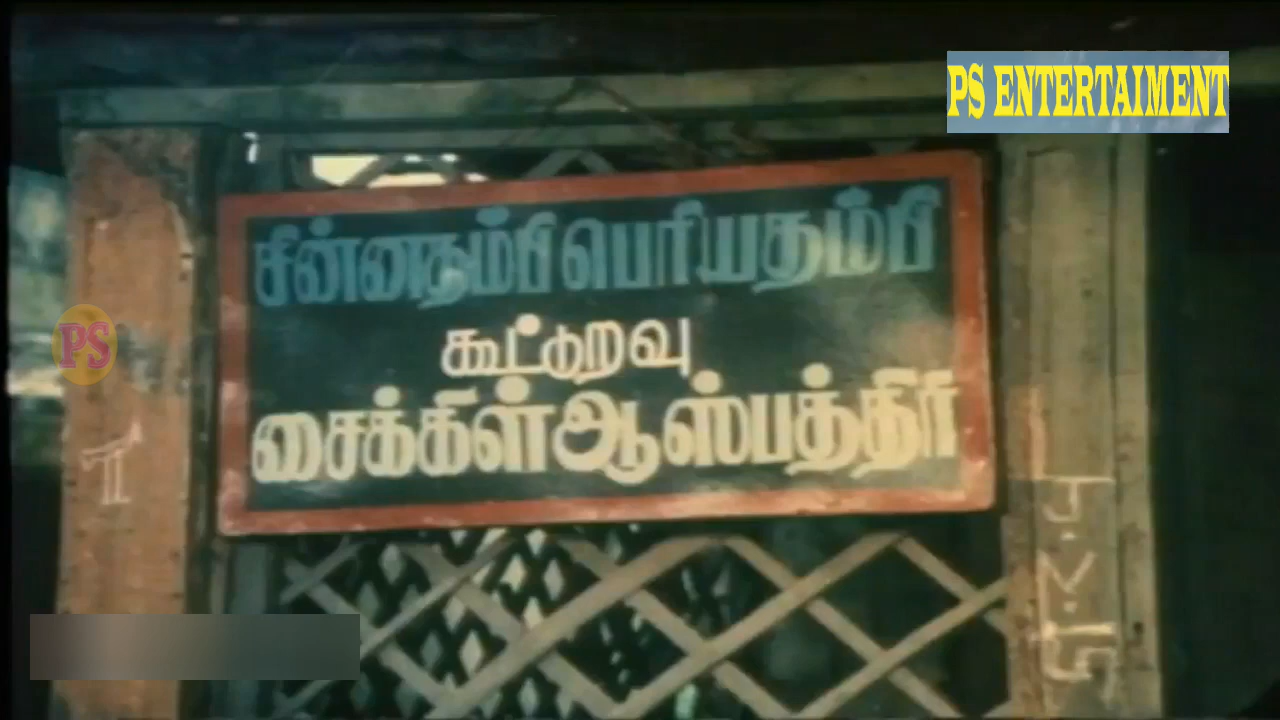 PS ENTERTAIMENT
சின்னதம்பி பெரியதம்பி
கூட்டுறவு
சைக்கிள் ஆஸ்பத்திரி
PS